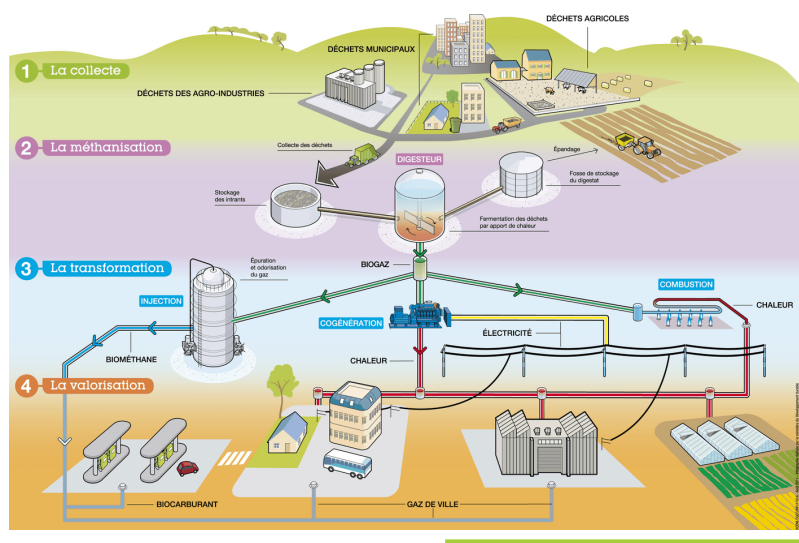 DÉCHETS AGRICOLES
DÉCHETS MUNICIPAUX
1 La collecte
DÉCHETS DES AGRO-INDUSTRIES
2 La méthanisation
Collecte des déchets
DIGESTEUR
Épandage
Stockage
des intrants
Fosse de stockage
du digestat
Fermentation des déchets
par apport de chaleur
3 La transformation
Épuration
et odorisation
du gaz
BIOGAZ
COMBUSTION
INJECTION
CHALEUR
COGÉNÉRATION
ÉLECTRICITÉ
BIOMÉTHANE
CHALEUR
4 La valorisation
BIOCARBURANT
GAZ DE VILLE